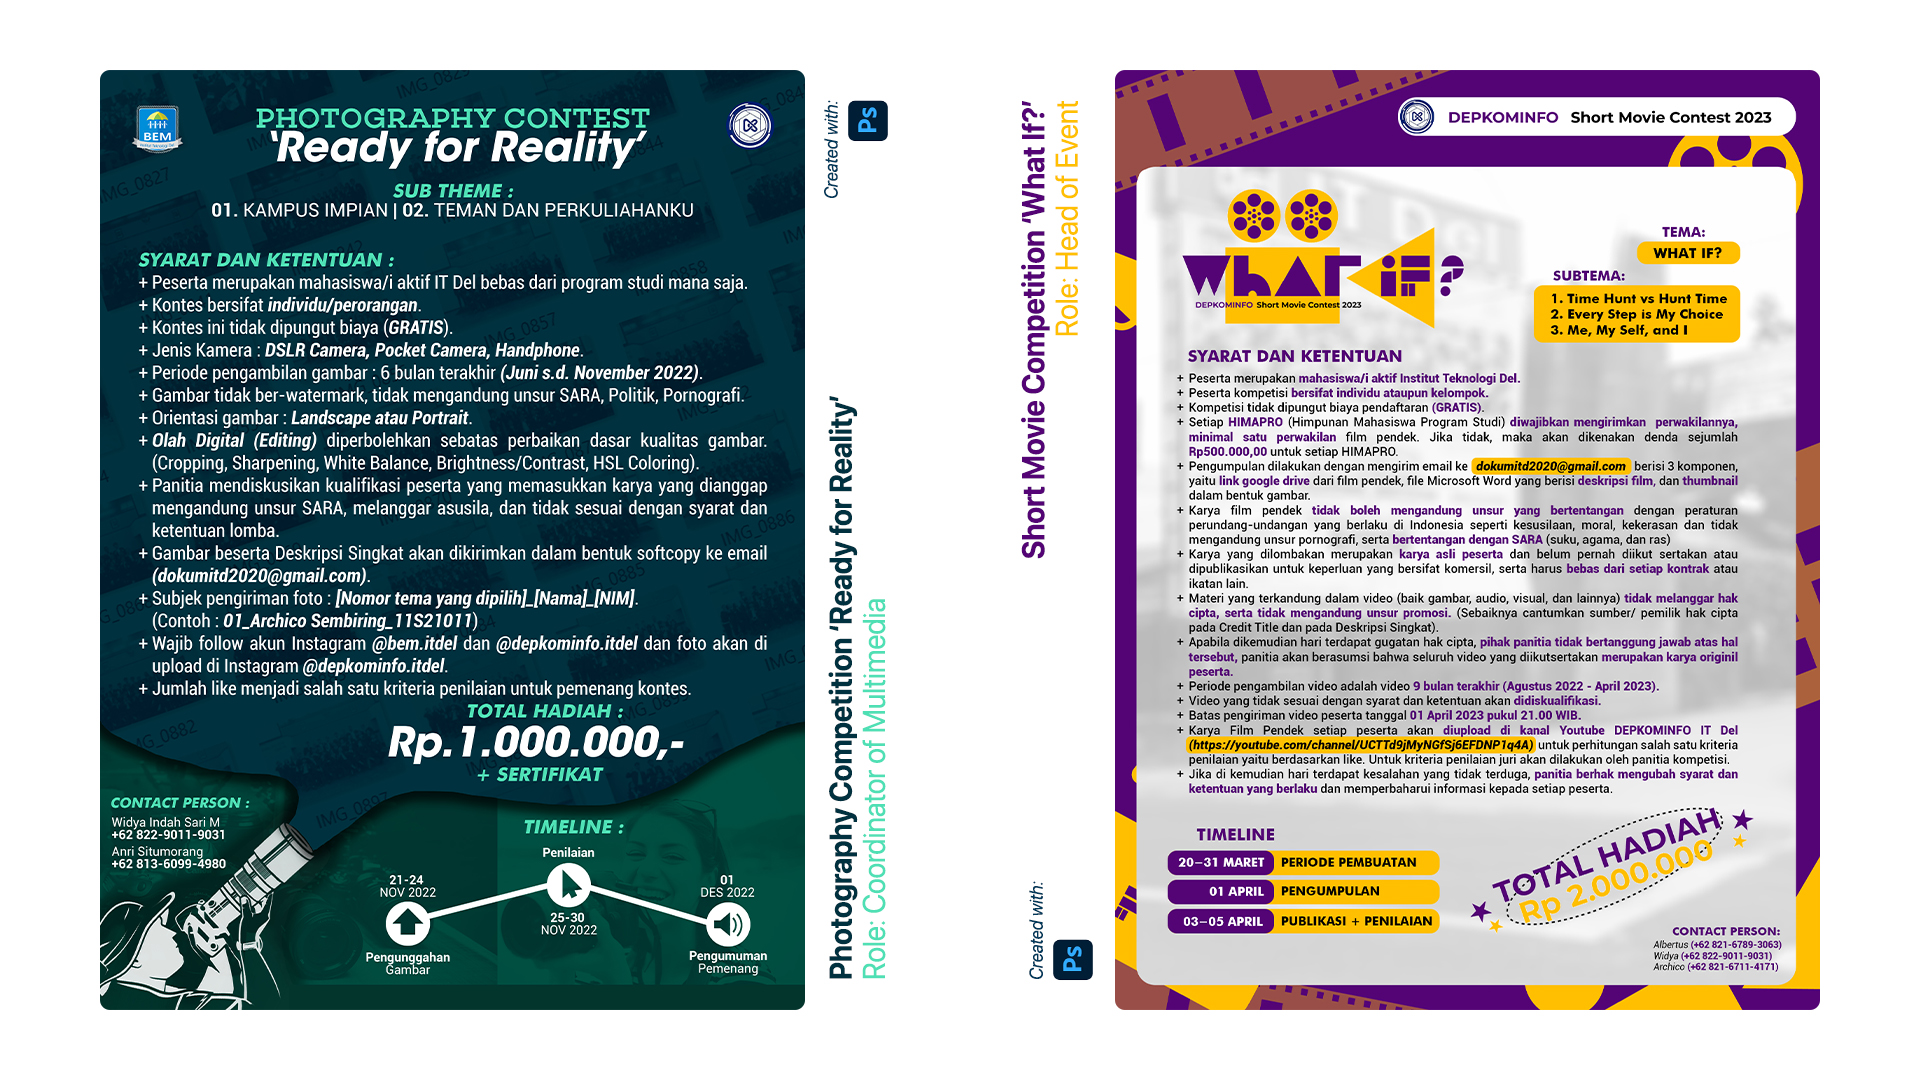 BEM
PHOTOGRAPHY CONTEST
'Ready for Reality'
SUB THEME :
01. KAMPUS IMPIAN | 02. TEMAN DAN PERKULIAHANKU
SYARAT DAN KETENTUAN :
+ Peserta merupakan mahasiswa/i aktif IT Del bebas dari program studi mana saja.
+ Kontes bersifat individu/perorangan.
+ Kontes ini tidak dipungut biaya (GRATIS).
+ Jenis Kamera : DSLR Camera, Pocket Camera, Handphone.
+ Periode pengambilan gambar : 6 bulan terakhir (Juni s.d. November 2022).
+ Gambar tidak ber-watermark, tidak mengandung unsur SARA, Politik, Pornografi.
+ Orientasi gambar : Landscape atau Portrait.
+ Olah Digital (Editing) diperbolehkan sebatas perbaikan dasar kualitas gambar.
(Cropping, Sharpening, White Balance, Brightness/Contrast, HSL Coloring).
+ Panitia mendiskusikan kualifikasi peserta yang memasukkan karya yang dianggap
mengandung unsur SARA, melanggar asusila, dan tidak sesuai dengan syarat dan
ketentuan lomba.
+ Gambar beserta Deskripsi Singkat akan dikirimkan dalam bentuk softcopy ke email
(dokumitd2020@gmail.com).
+ Subjek pengiriman foto : [Nomor tema yang dipilih]_[Nama]_[NIM].
(Contoh : 01_Archico Sembiring_11S21011)
+ Wajib follow akun Instagram @bem.itdel dan @depkominfo.itdel dan foto akan di
upload di Instagram @depkominfo.itdel.
+ Jumlah like menjadi salah satu kriteria penilaian untuk pemenang kontes.
TOTAL HADIAH :
Rp.1.000.000,-
+ SERTIFIKAT
CONTACT PERSON :
Widya Indah Sari M
+62 822-9011-9031
Anri Situmorang
+62 813-6099-4980
TIMELINE :
21-24
NOV 2022
Pengunggahan
Gambar
Penilaian
25-30
NOV 2022
01
DES 2022
Pengumuman
Pemenang
IMG_0827
IMG_0844
IMG_0842
IMG_0858
IMG_0857
IMG_0886
IMG_0885
IMG_0882
IMG_0897
Created with:
Ps
Photography Competition 'Ready for Reality'
Role: Coordinator of Multimedia
Short Movie Competition 'What If?'
Role: Head of Event
Created with:
Ps
DEPKOMINFO Short Movie Contest 2023
WhAT iF?
DEPKOMINFO Short Movie Contest 2023
TEMA:
WHAT IF?
SUBTEMA:
1. Time Hunt vs Hunt Time
2. Every Step is My Choice
3. Me, My Self, and I
SYARAT DAN KETENTUAN
+ Peserta merupakan mahasiswa/i aktif Institut Teknologi Del.
+ Peserta kompetisi bersifat individu ataupun kelompok.
+ Kompetisi tidak dipungut biaya pendaftaran (GRATIS).
+ Setiap HIMAPRO (Himpunan Mahasiswa Program Studi) diwajibkan mengirimkan perwakilannya,
minimal satu perwakilan film pendek. Jika tidak, maka akan dikenakan denda sejumlah
Rp500.000,00 untuk setiap HIMAPRO.
+ Pengumpulan dilakukan dengan mengirim email ke dokumitd2020@gmail.com berisi 3 komponen,
yaitu link google drive dari film pendek, file Microsoft Word yang berisi deskripsi film, dan thumbnail
dalam bentuk gambar.
+ Karya film pendek tidak boleh mengandung unsur yang bertentangan dengan peraturan
perundang-undangan yang berlaku di Indonesia seperti kesusilaan, moral, kekerasan dan tidak
mengandung unsur pornografi, serta bertentangan dengan SARA (suku, agama, dan ras)
+ Karya yang dilombakan merupakan karya asli peserta dan belum pernah diikut sertakan atau
dipublikasikan untuk keperluan yang bersifat komersil, serta harus bebas dari setiap kontrak atau
ikatan lain.
+ Materi yang terkandung dalam video (baik gambar, audio, visual, dan lainnya) tidak melanggar hak
cipta, serta tidak mengandung unsur promosi. (Sebaiknya cantumkan sumber/ pemilik hak cipta
pada Credit Title dan pada Deskripsi Singkat).
+ Apabila dikemudian hari terdapat gugatan hak cipta, pihak panitia tidak bertanggung jawab atas hal
tersebut, panitia akan berasumsi bahwa seluruh video yang diikutsertakan merupakan karya originil
peserta.
+ Periode pengambilan video adalah video 9 bulan terakhir (Agustus 2022 - April 2023).
+ Video yang tidak sesuai dengan syarat dan ketentuan akan didiskualifikasi.
+ Batas pengiriman video peserta tanggal 01 April 2023 pukul 21.00 WIB.
+ Karya Film Pendek setiap peserta akan diupload di kanal Youtube DEPKOMINFO IT Del
(https://youtube.com/channel/UCTTd9jMyNGfSj6EFDNP1q4A) untuk perhitungan salah satu kriteria
penilaian yaitu berdasarkan like. Untuk kriteria penilaian juri akan dilakukan oleh panitia kompetisi.
+ Jika di kemudian hari terdapat kesalahan yang tidak terduga, panitia berhak mengubah syarat dan
ketentuan yang berlaku dan memperbaharui informasi kepada setiap peserta.
TIMELINE
20–31 MARET PERIODE PEMBUATAN
01 APRIL PENGUMPULAN
03–05 APRIL PUBLIKASI + PENILAIAN
TOTAL HADIAH
Rp 2.000.000
CONTACT PERSON:
Albertus (+62 821-6789-3063)
Widya (+62 822-9011-9031)
Archico (+62 821-6711-4171)